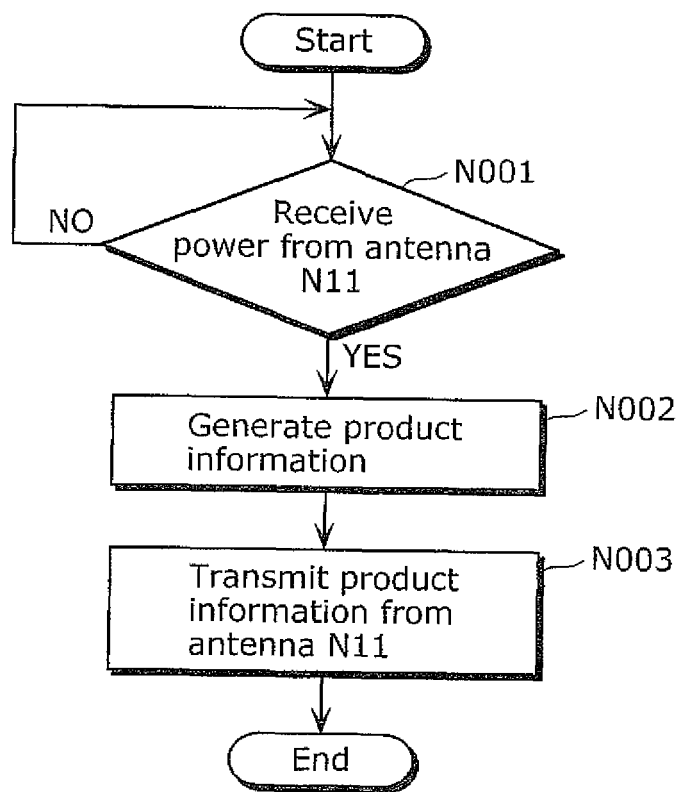 Start
N001
Receive
power from antenna
N11
NO
YES
N002
Generate product
information
N003
Transmit product
information from
antenna N11
End